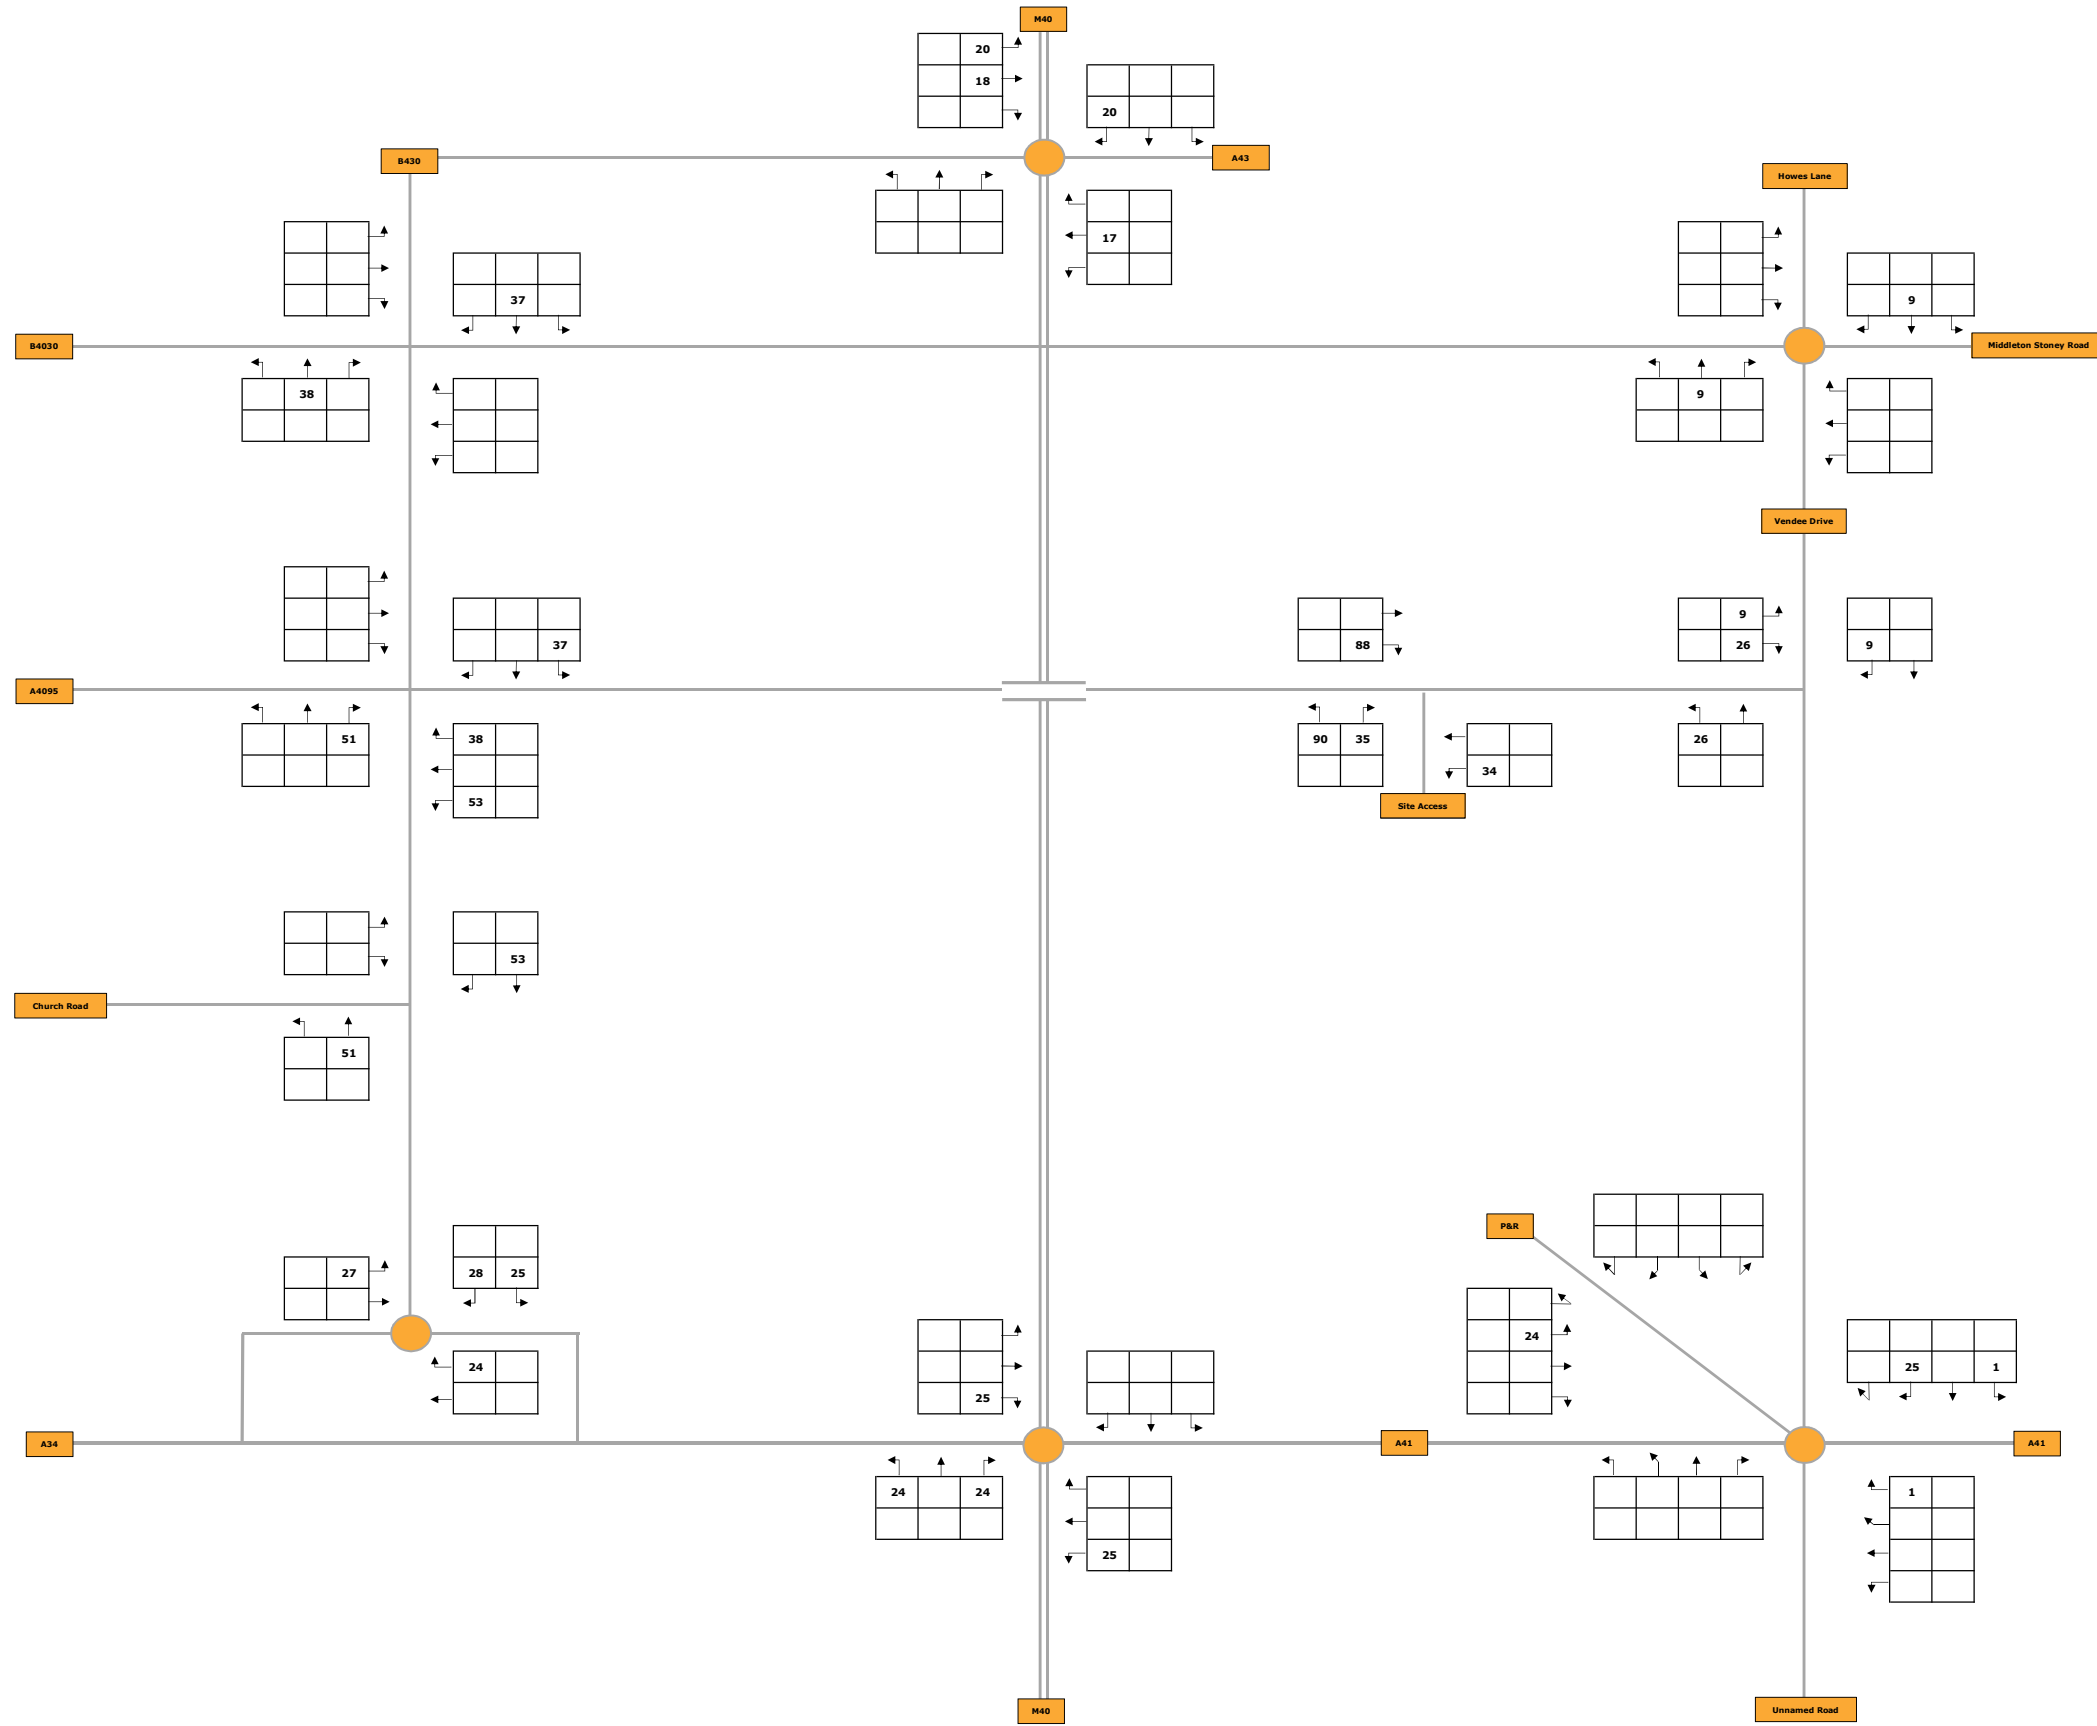 M40
20
18
20
B430
A43
Howes Lane
17
37
9
B4030
Middleton Stoney Road
38
9
Vendee Drive
37
88
9
26
9
A4095
51
38
53
90 35
34
26
Site Access
53
Church Road
51
P&R
27
28 25
24
24
25
25 1
A34
A41
A41
24 24
25
1
M40
Unnamed Road